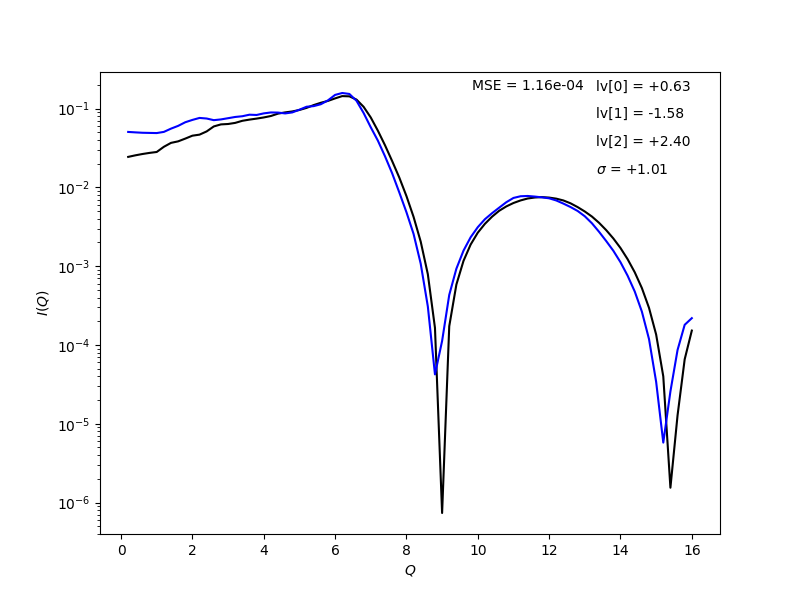 MSE = 1.16e-04 lv[0] = +0.63
lv[1] = -1.58
lv[2] = +2.40
σ = +1.01
10⁻¹
10⁻²
10⁻³
10⁻⁴
10⁻⁵
10⁻⁶
I(Q)
0 2 4 6 8 10 12 14 16
Q